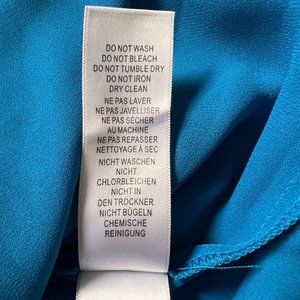 DO NOT WASH
DO NOT BLEACH
DO NOT TUMBLE DRY
DO NOT IRON
DRY CLEAN
NE PAS LAVER
NE PAS JAVELLISER
NE PAS SÉCHER
AU MACHINE
NE PAS REPASSER
NETTOYAGE À SEC
NICHT WASCHEN
NICHT
CHLORBLEICHEN
NICHT IN
DEN TROCKNER
NICHT BÜGELN
CHEMISCHE
REINIGUNG